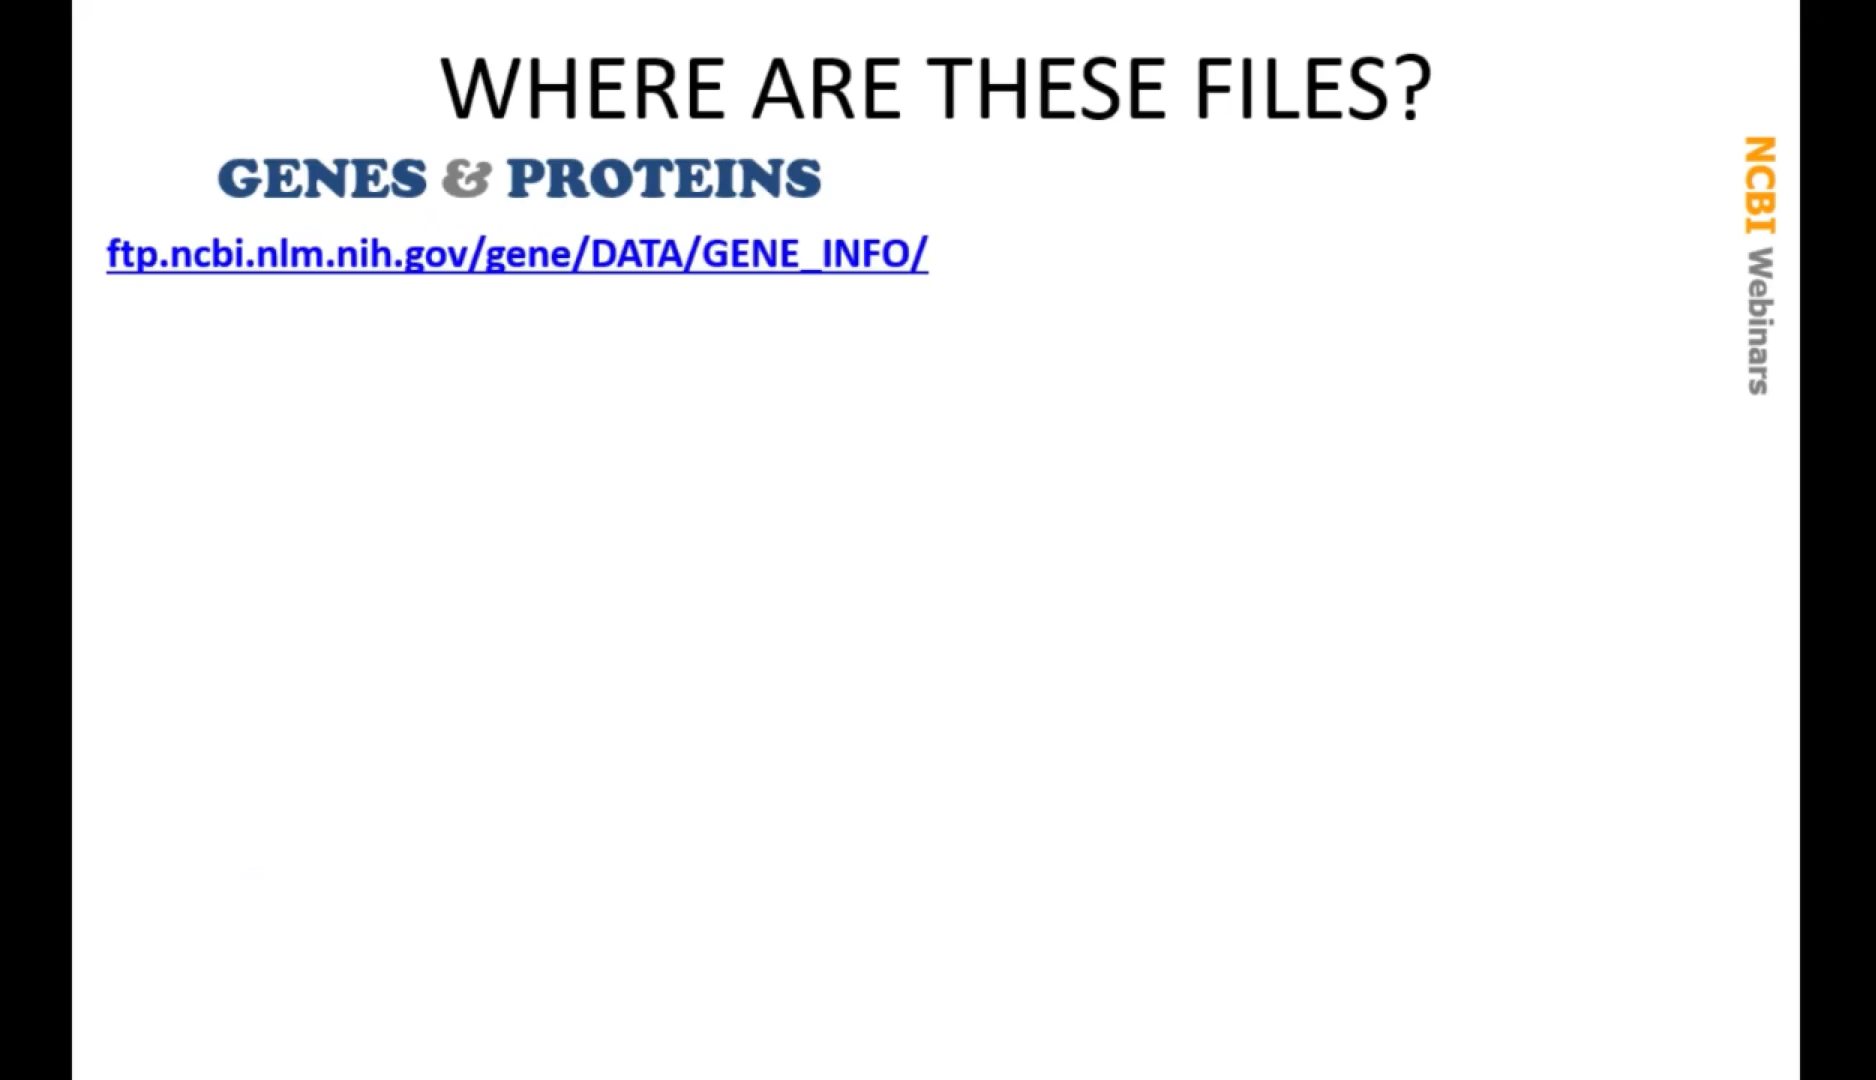 WHERE ARE THESE FILES?
GENES & PROTEINS
ftp.ncbi.nlm.nih.gov/gene/DATA/GENE_INFO/
NCBI Webinars